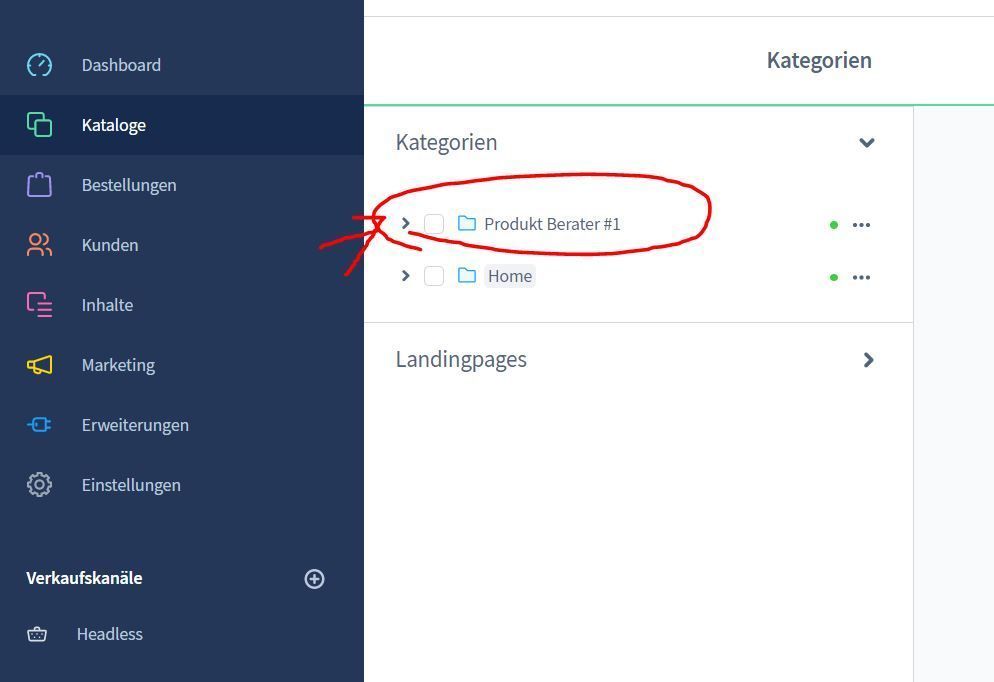 Dashboard
Kataloge
Bestellungen
Kunden
Inhalte
Marketing
Erweiterungen
Einstellungen
Verkaufskanäle
Headless
Kategorien
Kategorien
Produkt Berater #1
Home
Landingpages